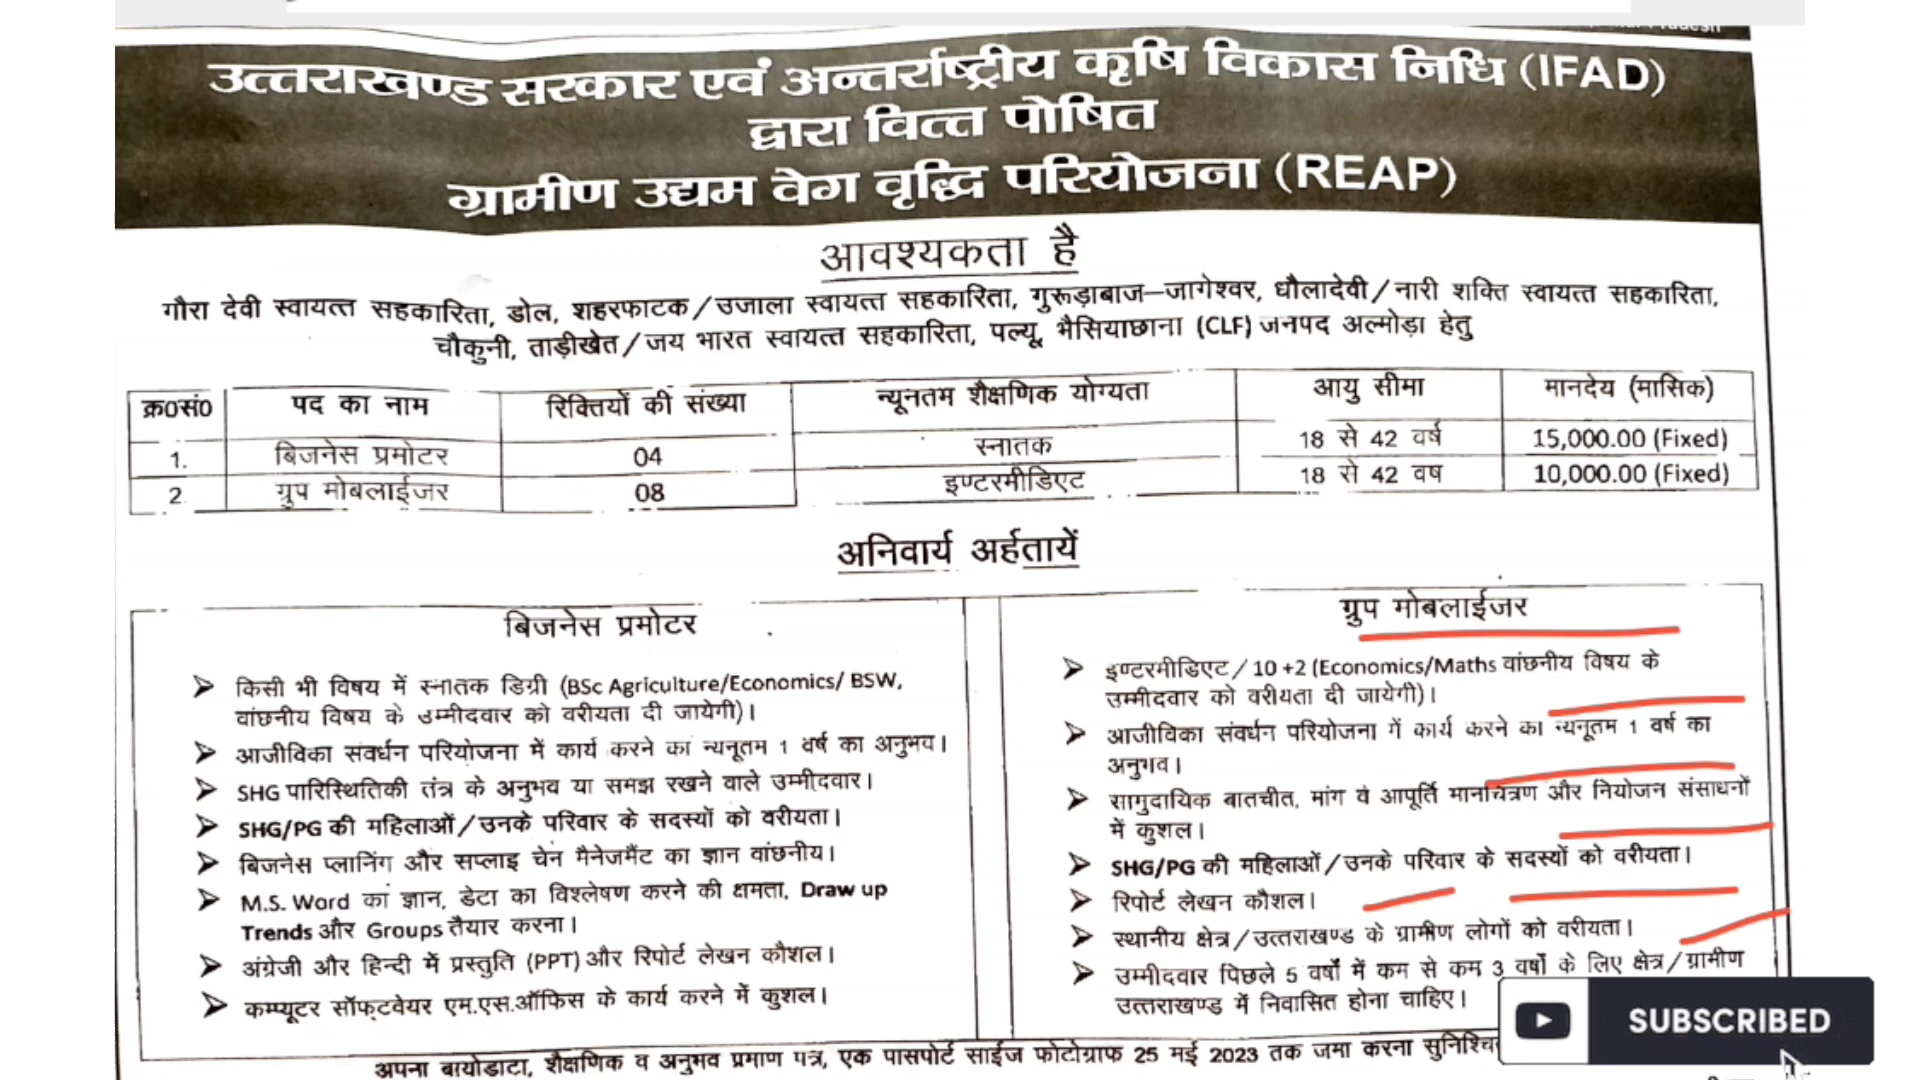 उत्तराखण्ड सरकार एवं अन्तर्राष्ट्रीय कृषि विकास निधि (IFAD)
द्वारा वित्त पोषित
ग्रामीण उद्यम वेग वृद्धि परियोजना (REAP)
आवश्यकता है
गौरा देवी स्वायत्त सहकारिता, डोल, शहरफाटक/उजाला स्वायत्त सहकारिता, गुरूड़ाबाज–जागेश्वर, धौलादेवी/नारी शक्ति स्वायत्त सहकारिता,
चौकुनी, ताड़ीखेत/जय भारत स्वायत्त सहकारिता, पल्यू, भैसियाछाना (CLF) जनपद अल्मोड़ा हेतु
क्र0सं0 पद का नाम रिक्तियों की संख्या न्यूनतम शैक्षणिक योग्यता आयु सीमा मानदेय (मासिक)
1. बिजनेस प्रमोटर 04 स्नातक 18 से 42 वर्ष 15,000.00 (Fixed)
2 ग्रुप मोबलाईजर 08 इण्टरमीडिएट 18 से 42 वष 10,000.00 (Fixed)
अनिवार्य अर्हतायें
बिजनेस प्रमोटर
➤ किसी भी विषय में स्नातक डिग्री (BSc Agriculture/Economics/ BSW,
वांछनीय विषय के उम्मीदवार को वरीयता दी जायेगी)।
➤ आजीविका संवर्धन परियोजना में कार्य करने का न्यनूतम 1 वर्ष का अनुभव।
➤ SHG पारिस्थितिकी तंत्र के अनुभव या समझ रखने वाले उम्मीदवार।
➤ SHG/PG की महिलाओं/उनके परिवार के सदस्यों को वरीयता।
➤ बिजनेस प्लानिंग और सप्लाइ चेन मैनेजमैंट का ज्ञान वांछनीय।
➤ M.S. Word का ज्ञान, डेटा का विश्लेषण करने की क्षमता, Draw up
Trends और Groups तैयार करना।
➤ अंग्रेजी और हिन्दी में प्रस्तुति (PPT) और रिपोर्ट लेखन कौशल।
➤ कम्प्यूटर सॉफ्टवेयर एम.एस.ऑफिस के कार्य करने में कुशल।
ग्रुप मोबलाईजर
➤ इण्टरमीडिएट/10 +2 (Economics/Maths वांछनीय विषय के
उम्मीदवार को वरीयता दी जायेगी)।
➤ आजीविका संवर्धन परियोजना में कार्य करने का न्यनूतम 1 वर्ष का
अनुभव।
➤ सामुदायिक बातचीत, मांग व आपूर्ति मानचित्रण और नियोजन संसाधनों
में कुशल।
➤ SHG/PG की महिलाओं/उनके परिवार के सदस्यों को वरीयता।
➤ रिपोर्ट लेखन कौशल।
➤ स्थानीय क्षेत्र/उत्तराखण्ड के ग्रामीण लोगों को वरीयता।
➤ उम्मीदवार पिछले 5 वर्षों में कम से कम 3 वर्षों के लिए क्षेत्र/ग्रामीण
उत्तराखण्ड में निवासित होना चाहिए।
अपना बायोडाटा, शैक्षणिक व अनुभव प्रमाण पत्र, एक पासपोर्ट साईज फोटोग्राफ 25 मई 2023 तक जमा करना
SUBSCRIBED